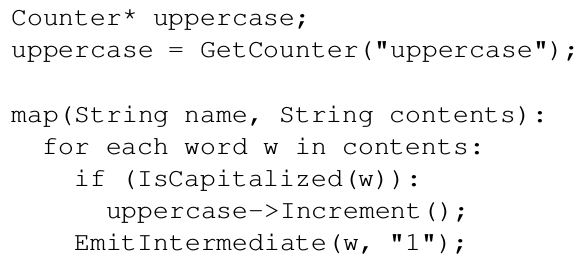 Counter* uppercase;
uppercase = GetCounter("uppercase");

map(String name, String contents):
  for each word w in contents:
    if (IsCapitalized(w)):
      uppercase->Increment();
    EmitIntermediate(w, "1");